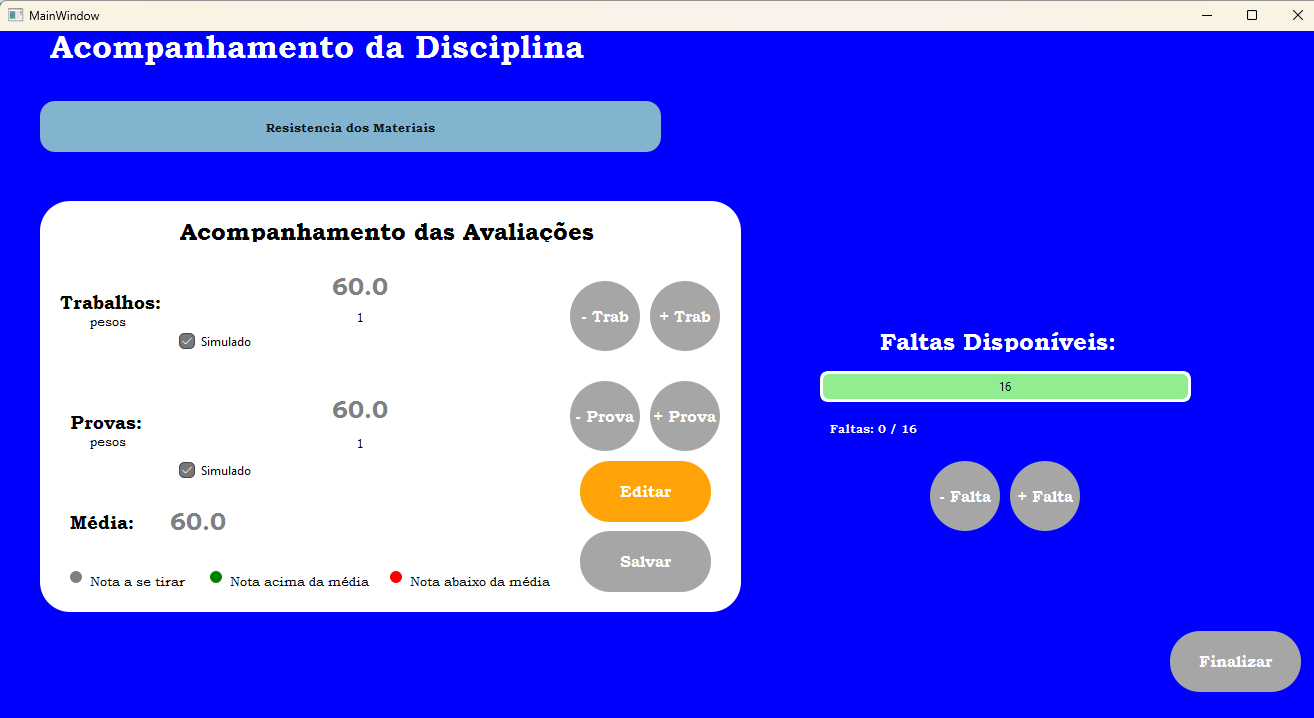 MainWindow
Acompanhamento da Disciplina
Resistencia dos Materiais
Acompanhamento das Avaliações
Trabalhos:
pesos
60.0
1
Simulado
- Trab
+ Trab
Provas:
pesos
60.0
1
Simulado
- Prova
+ Prova
Editar
Média:
60.0
Salvar
Nota a se tirar
Nota acima da média
Nota abaixo da média
Faltas Disponíveis:
16
Faltas: 0 / 16
- Falta
+ Falta
Finalizar